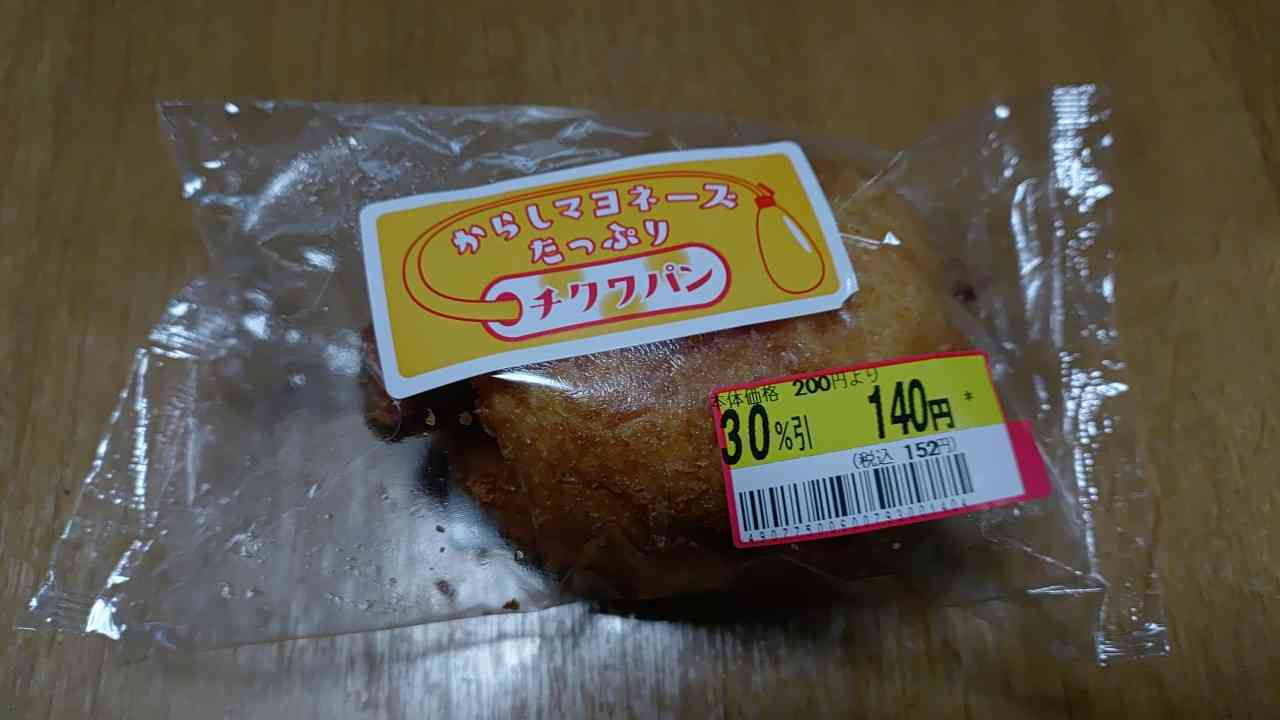 からしマヨネーズ
たっぷり
チクワパン
本体価格 200円より
30%引 140円 *
(税込 152円)